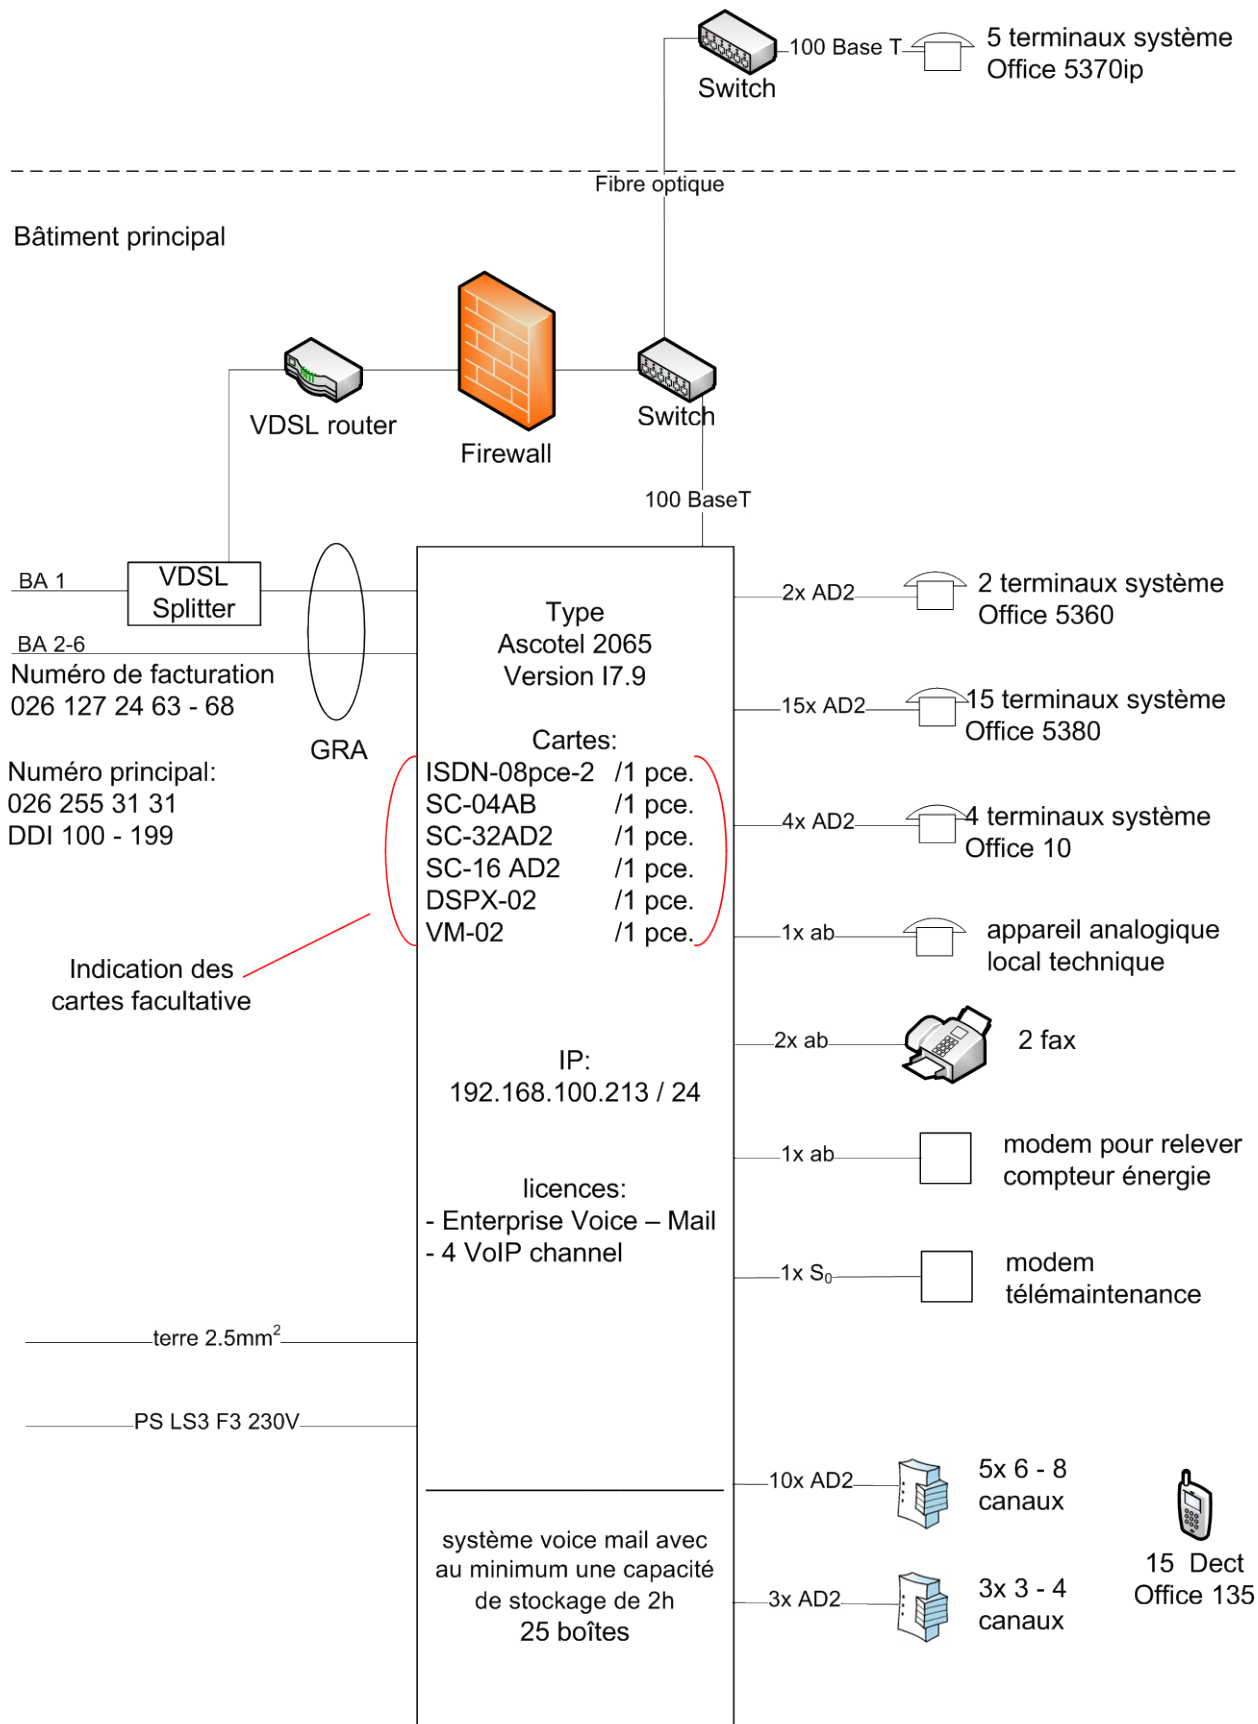 100 Base T
5 terminaux système
Office 5370ip
Switch
Fibre optique
Bâtiment principal
VDSL router
Firewall
Switch
100 BaseT
BA 1
VDSL
Splitter
BA 2-6
Numéro de facturation
026 127 24 63 - 68
GRA
Numéro principal:
026 255 31 31
DDI 100 - 199
Indication des
cartes facultative
Type
Ascotel 2065
Version I7.9
Cartes:
ISDN-08pce-2 /1 pce.
SC-04AB /1 pce.
SC-32AD2 /1 pce.
SC-16 AD2 /1 pce.
DSPX-02 /1 pce.
VM-02 /1 pce.
IP:
192.168.100.213 / 24
licences:
- Enterprise Voice – Mail
- 4 VoIP channel
terre 2.5mm²
PS LS3 F3 230V
système voice mail avec
au minimum une capacité
de stockage de 2h
25 boîtes
2x AD2
2 terminaux système
Office 5360
15x AD2
15 terminaux système
Office 5380
4x AD2
4 terminaux système
Office 10
1x ab
appareil analogique
local technique
2x ab
2 fax
1x ab
modem pour relever
compteur énergie
1x S₀
modem
télémaintenance
10x AD2
5x 6 - 8
canaux
3x AD2
3x 3 - 4
canaux
15 Dect
Office 135